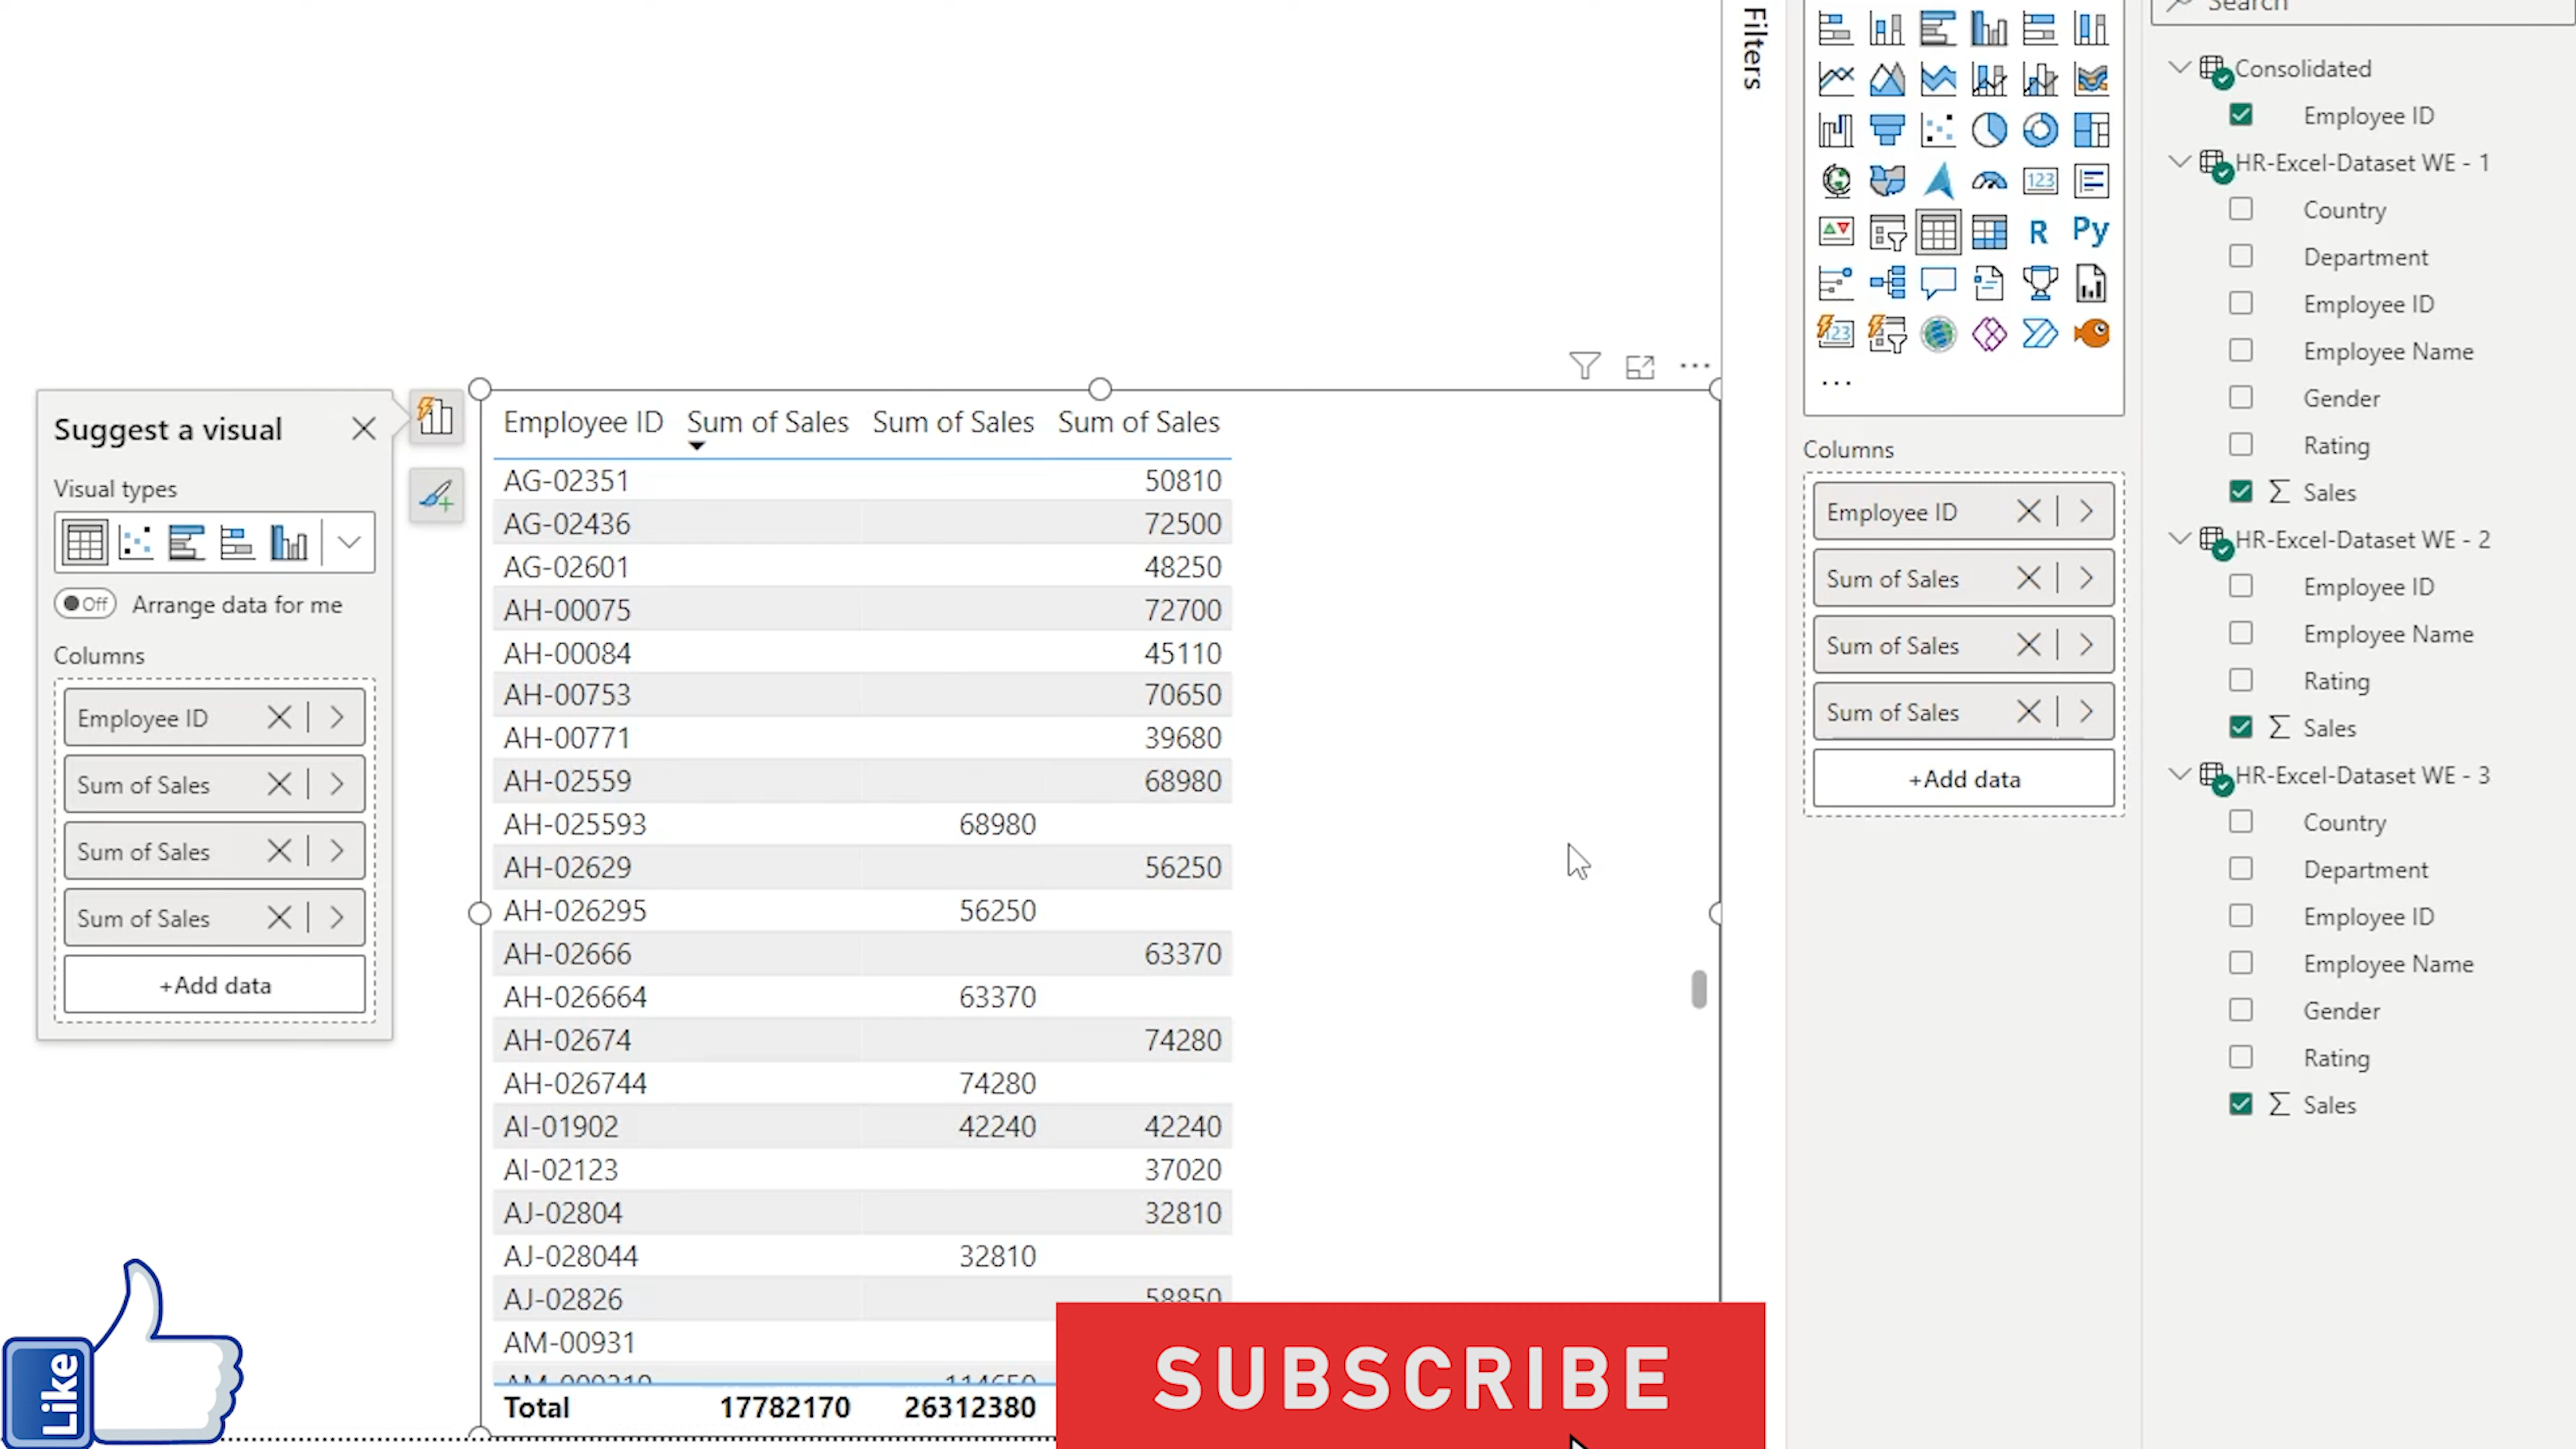 Search
Filters
Consolidated
Employee ID
HR-Excel-Dataset WE - 1
Country
Department
Employee ID
Employee Name
Gender
Rating
Sales
HR-Excel-Dataset WE - 2
Employee ID
Employee Name
Rating
Sales
HR-Excel-Dataset WE - 3
Country
Department
Employee ID
Employee Name
Gender
Rating
Sales
123
R
Py
123
...
Columns
Employee ID
Sum of Sales
Sum of Sales
Sum of Sales
+Add data
Suggest a visual
Visual types
Off Arrange data for me
Columns
Employee ID
Sum of Sales
Sum of Sales
Sum of Sales
+Add data
Employee ID Sum of Sales Sum of Sales Sum of Sales
AG-02351 50810
AG-02436 72500
AG-02601 48250
AH-00075 72700
AH-00084 45110
AH-00753 70650
AH-00771 39680
AH-02559 68980
AH-025593 68980
AH-02629 56250
AH-026295 56250
AH-02666 63370
AH-026664 63370
AH-02674 74280
AH-026744 74280
AI-01902 42240 42240
AI-02123 37020
AJ-02804 32810
AJ-028044 32810
AJ-02826 58850
AM-00931
Total 17782170 26312380
Like
SUBSCRIBE